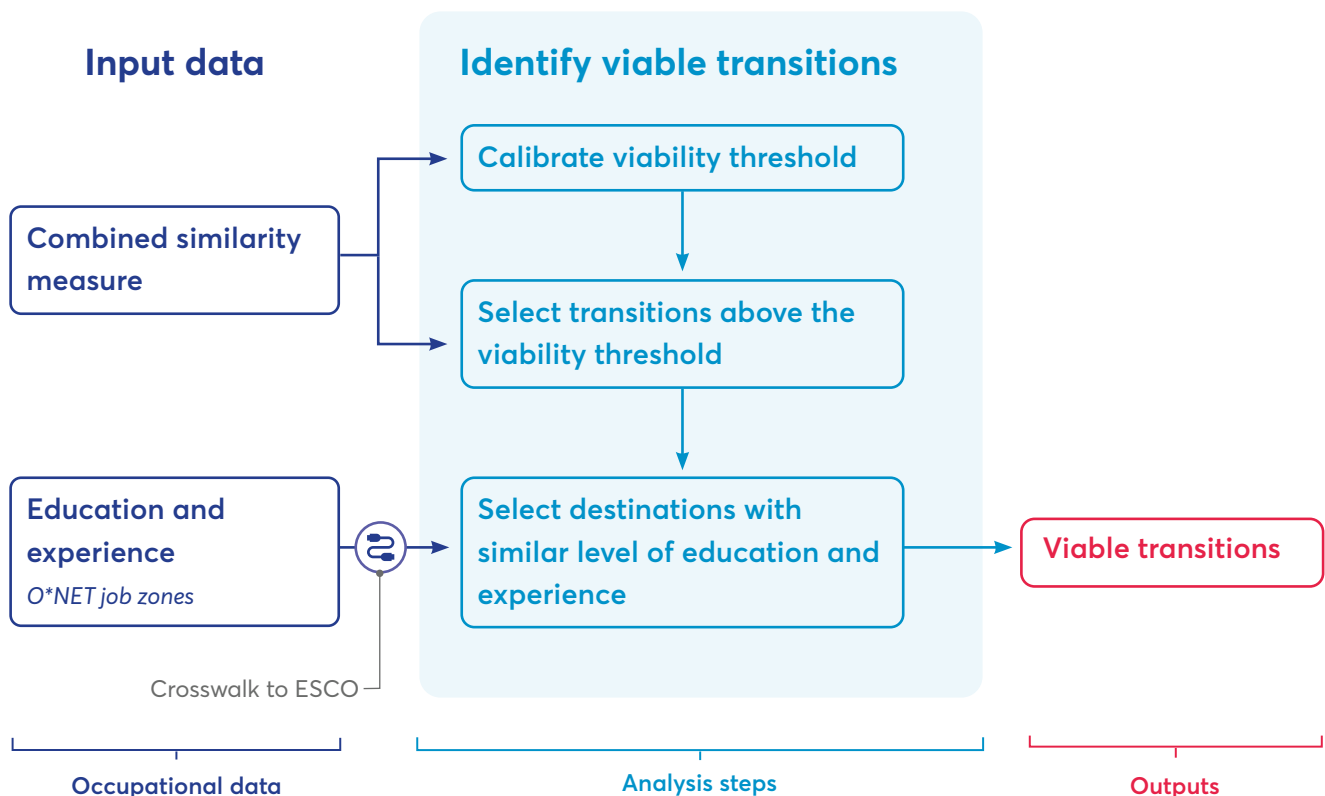 Input data
Identify viable transitions
Calibrate viability threshold
Combined similarity
measure
Select transitions above the
viability threshold
Education and
experience
O*NET job zones
Select destinations with
similar level of education and
experience
Viable transitions
Crosswalk to ESCO
Occupational data
Analysis steps
Outputs